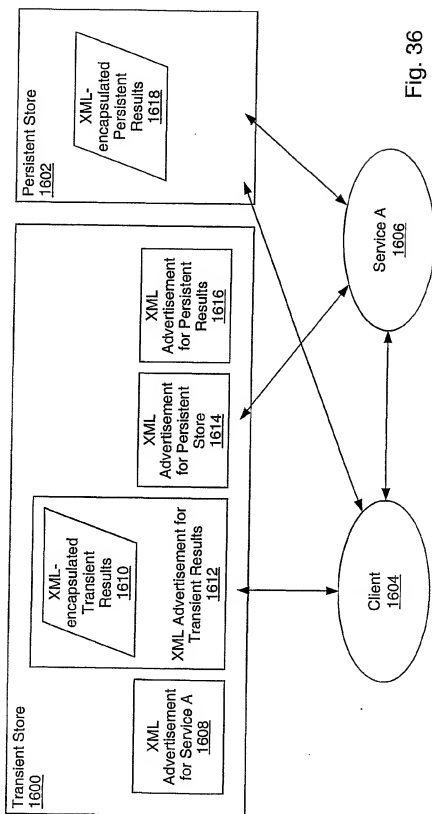 Transient Store
1600
XML
Advertisement
for Service A
1608
XML-
encapsulated
Transient
Results
1610
XML Advertisement for
Transient Results
1612
XML
Advertisement
for Persistent
Store
1614
XML
Advertisement
for Persistent
Results
1616
Persistent Store
1602
XML-
encapsulated
Persistent
Results
1618
Client
1604
Service A
1606
Fig. 36